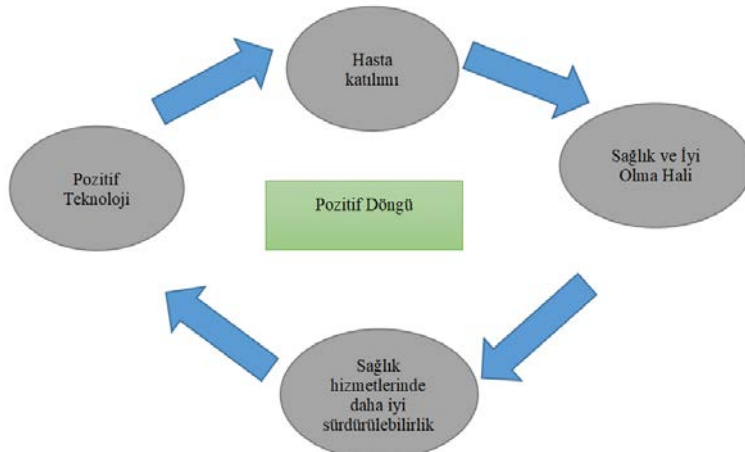 Hasta
katılımı
Sağlık ve İyi
Olma Hali
Pozitif
Teknoloji
Pozitif Döngü
Sağlık
hizmetlerinde
daha iyi
sürdürülebilirlik